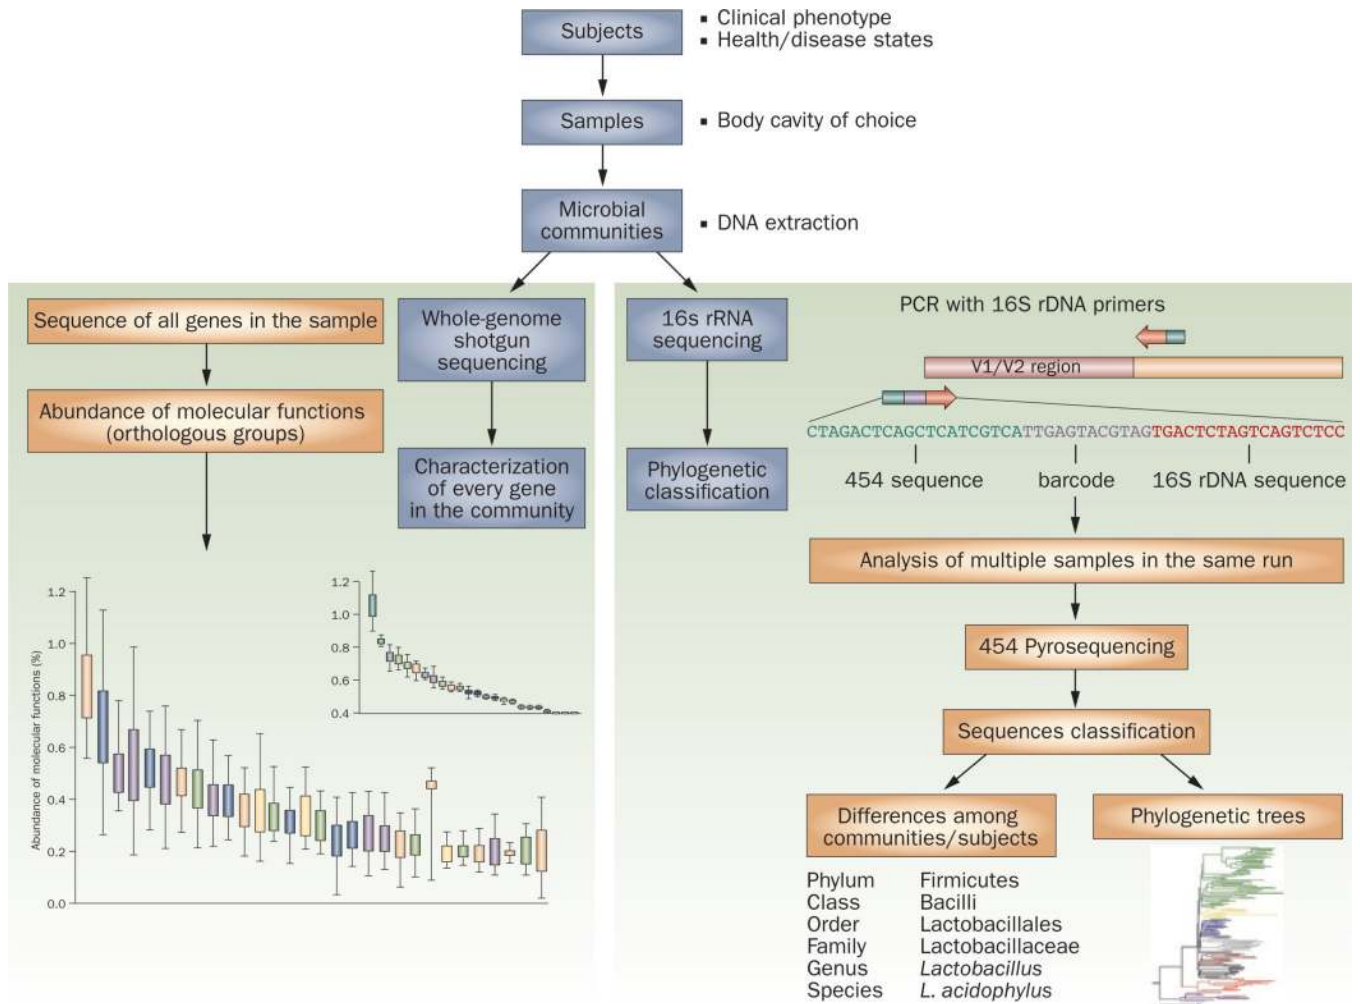 Subjects
▪ Clinical phenotype
▪ Health/disease states
Samples
▪ Body cavity of choice
Microbial
communities
▪ DNA extraction
Sequence of all genes in the sample
Abundance of molecular functions
(orthologous groups)
Whole-genome
shotgun
sequencing
Characterization
of every gene
in the community
Abundance of molecular functions (%)
1.2
1.0
0.8
0.6
0.4
0.2
0.0
1.2
1.0
0.8
0.6
0.4
16s rRNA
sequencing
Phylogenetic
classification
PCR with 16S rDNA primers
V1/V2 region
CTAGACTCAGCTCATCGTCATTGAGTACGTAGTGACTCTAGTCAGTCTCC
454 sequence
barcode
16S rDNA sequence
Analysis of multiple samples in the same run
454 Pyrosequencing
Sequences classification
Differences among
communities/subjects
Phylogenetic trees
Phylum Firmicutes
Class Bacilli
Order Lactobacillales
Family Lactobacillaceae
Genus Lactobacillus
Species L. acidophylus